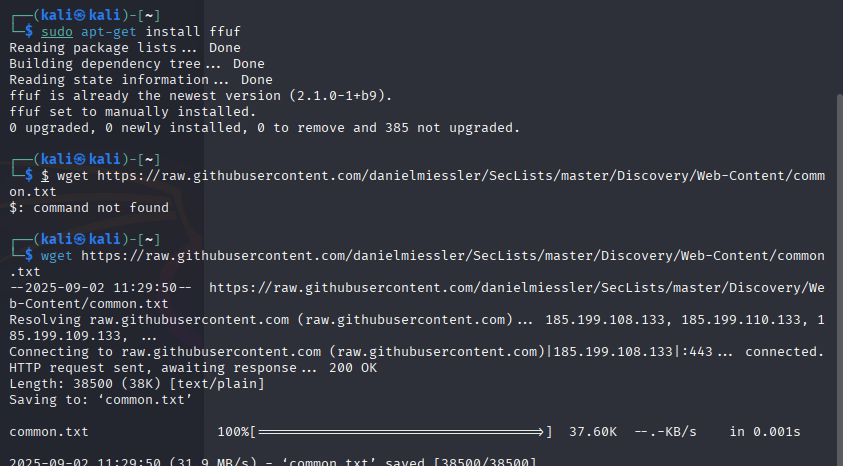 ┌──(kali㉿kali)-[~]
└─$ sudo apt-get install ffuf
Reading package lists... Done
Building dependency tree... Done
Reading state information... Done
ffuf is already the newest version (2.1.0-1+b9).
ffuf set to manually installed.
0 upgraded, 0 newly installed, 0 to remove and 385 not upgraded.
┌──(kali㉿kali)-[~]
└─$ $ wget https://raw.githubusercontent.com/danielmiessler/SecLists/master/Discovery/Web-Content/comm
on.txt
$: command not found
┌──(kali㉿kali)-[~]
└─$ wget https://raw.githubusercontent.com/danielmiessler/SecLists/master/Discovery/Web-Content/common
.txt
--2025-09-02 11:29:50--  https://raw.githubusercontent.com/danielmiessler/SecLists/master/Discovery/We
b-Content/common.txt
Resolving raw.githubusercontent.com (raw.githubusercontent.com)... 185.199.108.133, 185.199.110.133, 1
85.199.109.133, ...
Connecting to raw.githubusercontent.com (raw.githubusercontent.com)|185.199.108.133|:443... connected.
HTTP request sent, awaiting response... 200 OK
Length: 38500 (38K) [text/plain]
Saving to: ‘common.txt’
common.txt 100%[===================================>] 37.60K --.-KB/s in 0.001s
2025-09-02 11:29:50 (31.9 MB/s) - ‘common.txt’ saved [38500/38500]